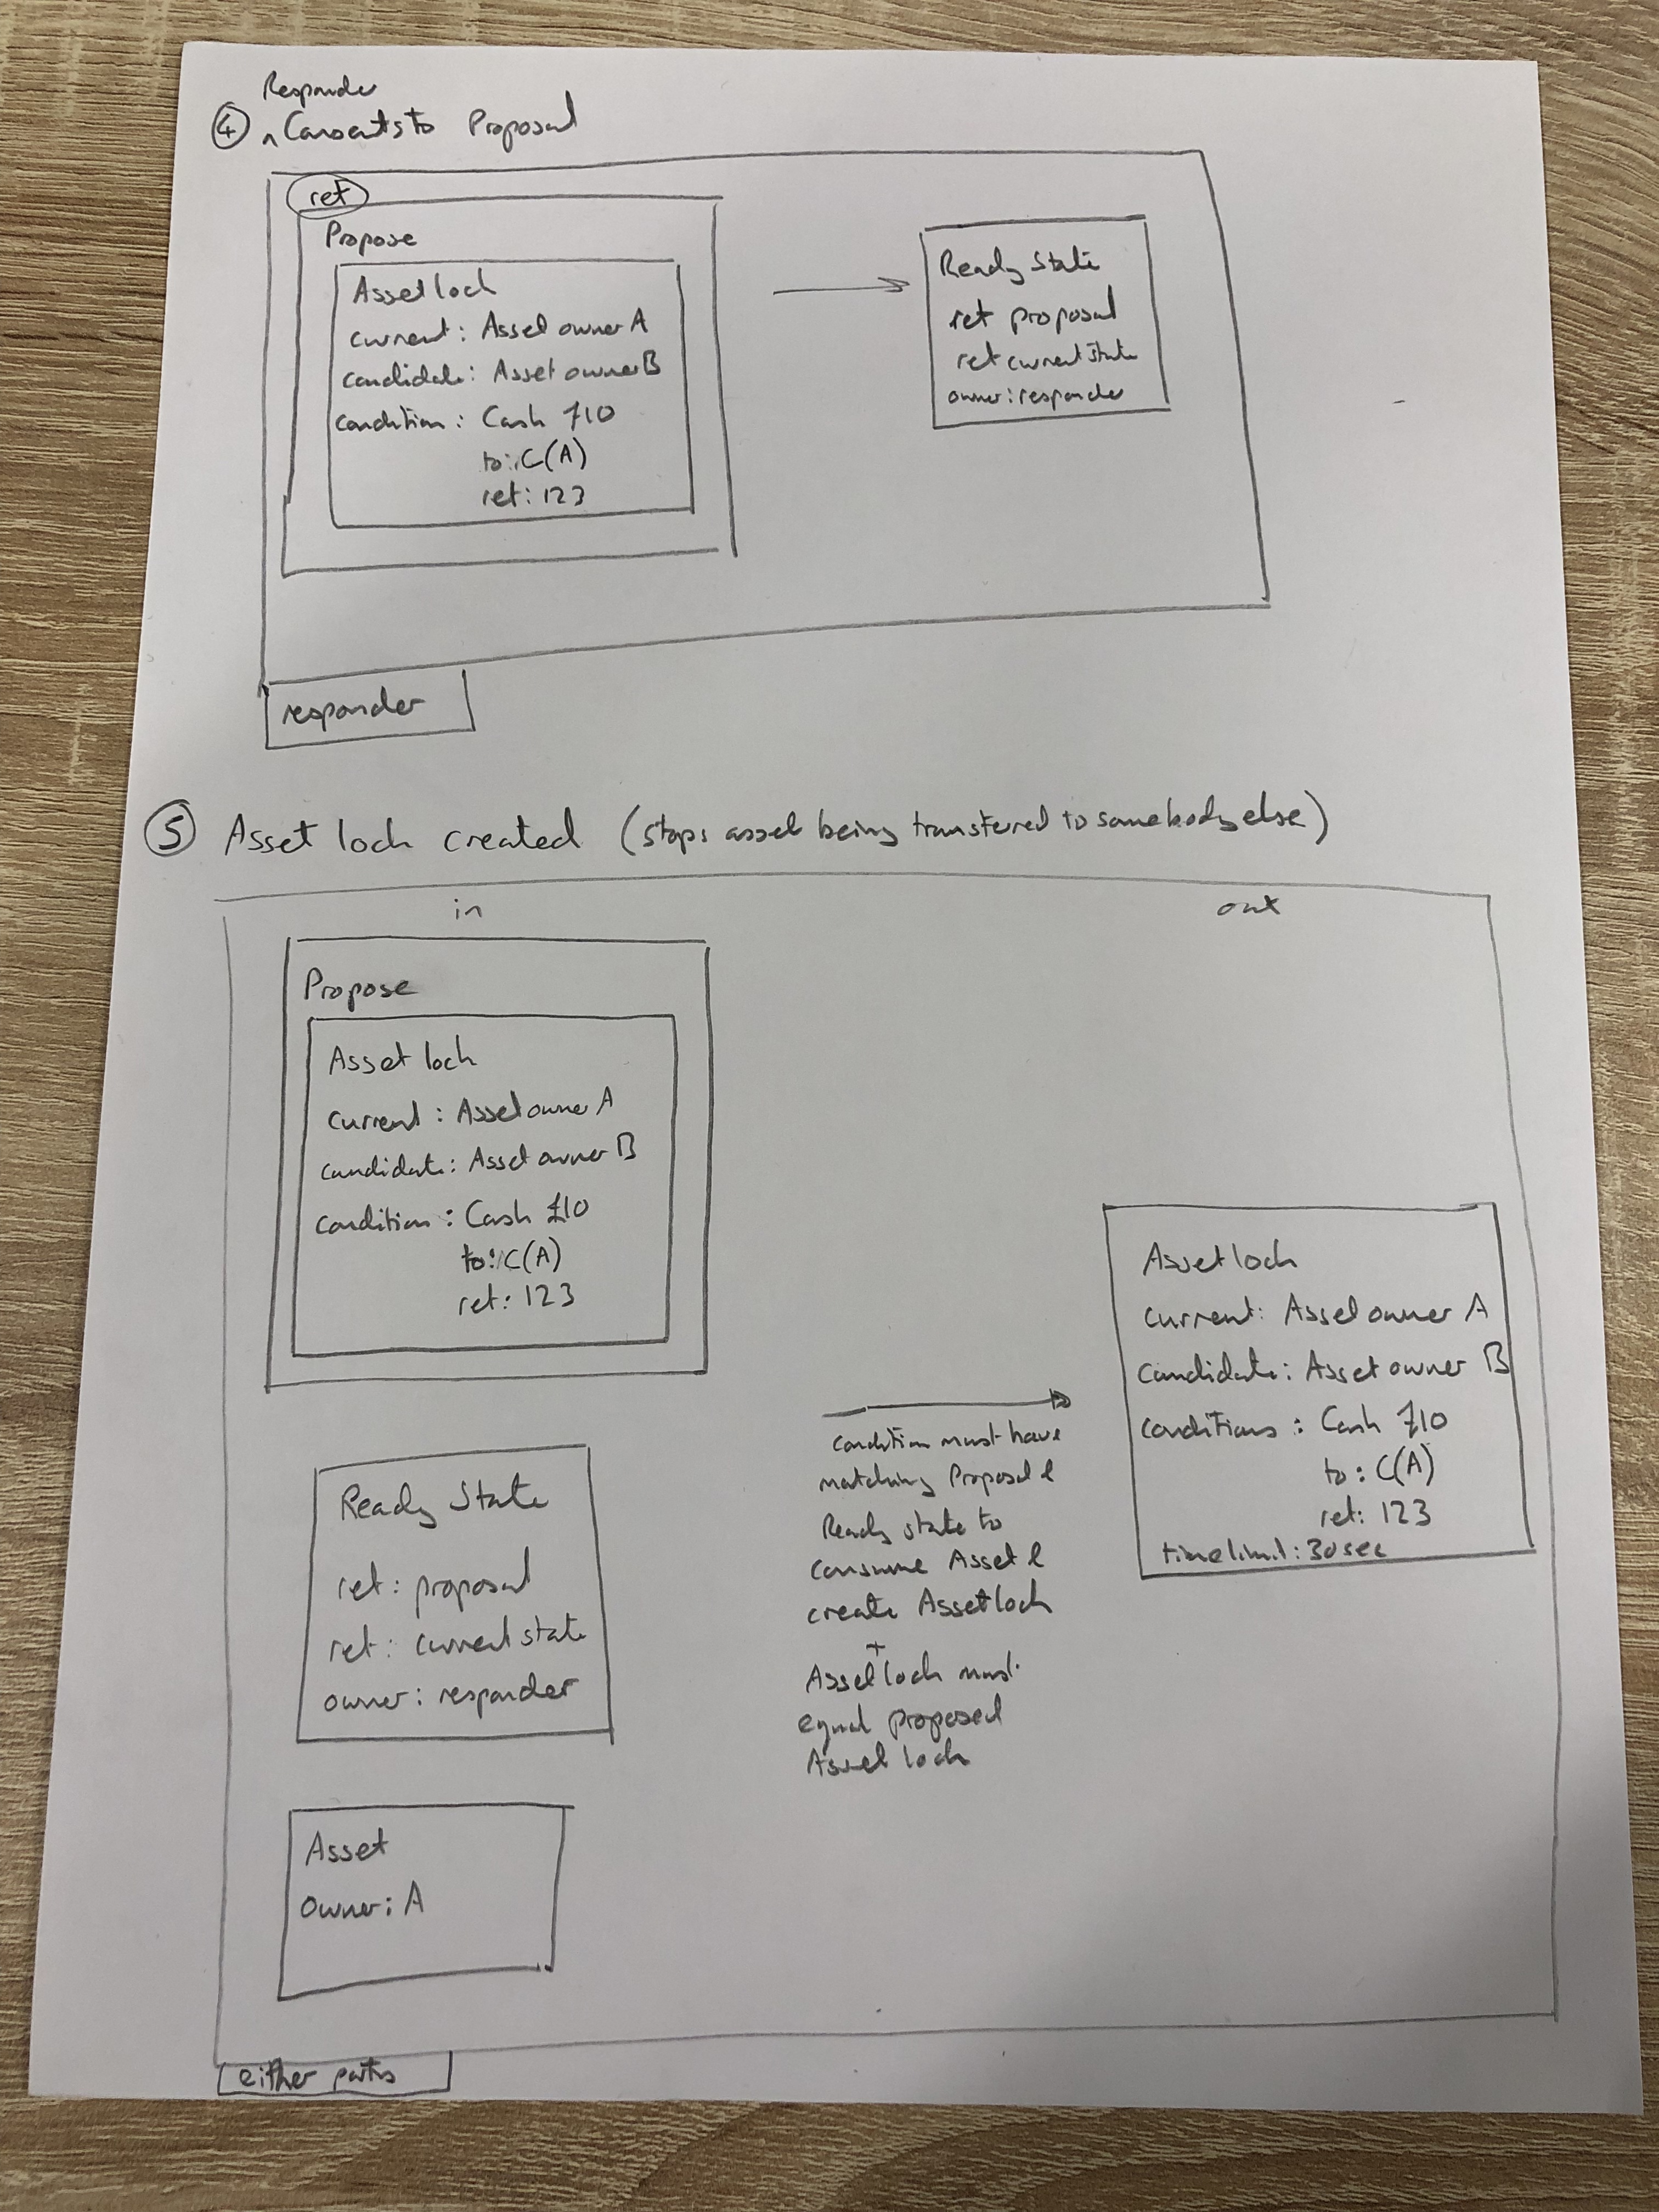 Responder
④ ^ Consents to Proposal
ref
Propose
Asset lock
current: Asset owner A
candidate: Asset owner B
condition: Cash £10
to: C(A)
ref: 123
Ready State
ref proposal
ref current state
owner: responder
responder
⑤ Asset lock created (stops asset being transferred to somebody else)
in
out
Propose
Asset lock
current: Asset owner A
candidate: Asset owner B
condition: Cash £10
to: C(A)
ref: 123
Ready State
ref: proposal
ref: current state
owner: responder
Asset
Owner: A
condition must have
matching Proposal &
Ready state to
consume Asset &
create Asset lock
+
Asset lock must
equal proposed
Asset lock
Asset lock
current: Asset owner A
candidate: Asset owner B
conditions: Cash £10
to: C(A)
ref: 123
timelimit: 30sec
either party